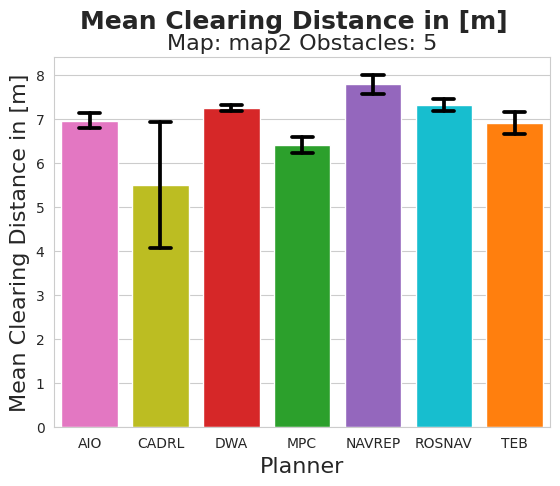 Mean Clearing Distance in [m]
Map: map2 Obstacles: 5
Mean Clearing Distance in [m]
8
7
6
5
4
3
2
1
0
AIO CADRL DWA MPC NAVREP ROSNAV TEB
Planner